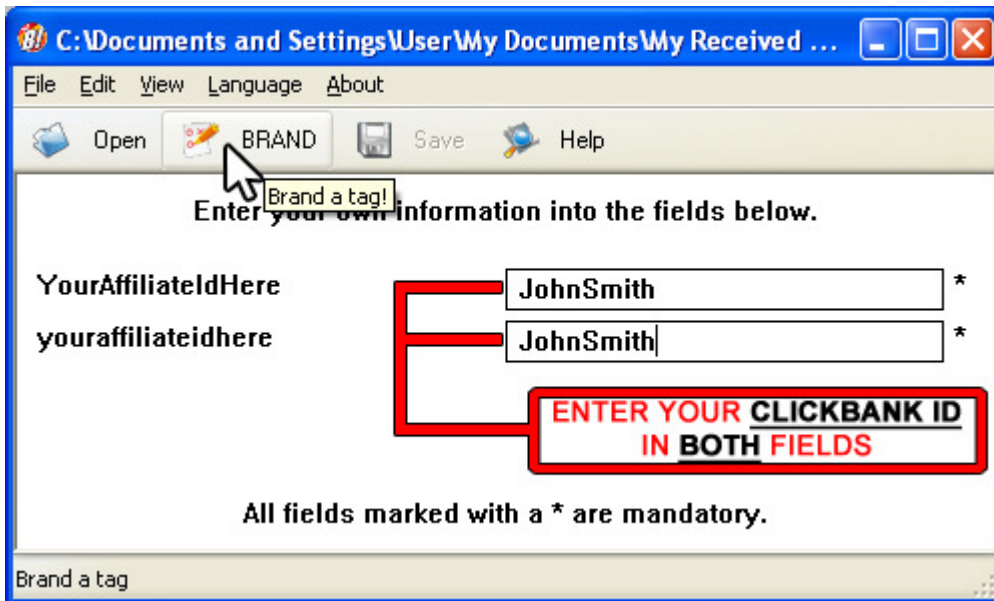 C:\Documents and Settings\User\My Documents\My Received ...
File Edit View Language About
Open BRAND Save Help
Brand a tag!
Enter your own information into the fields below.
YourAffiliateIdHere JohnSmith *
youraffiliateidhere JohnSmith *
ENTER YOUR CLICKBANK ID
IN BOTH FIELDS
All fields marked with a * are mandatory.
Brand a tag